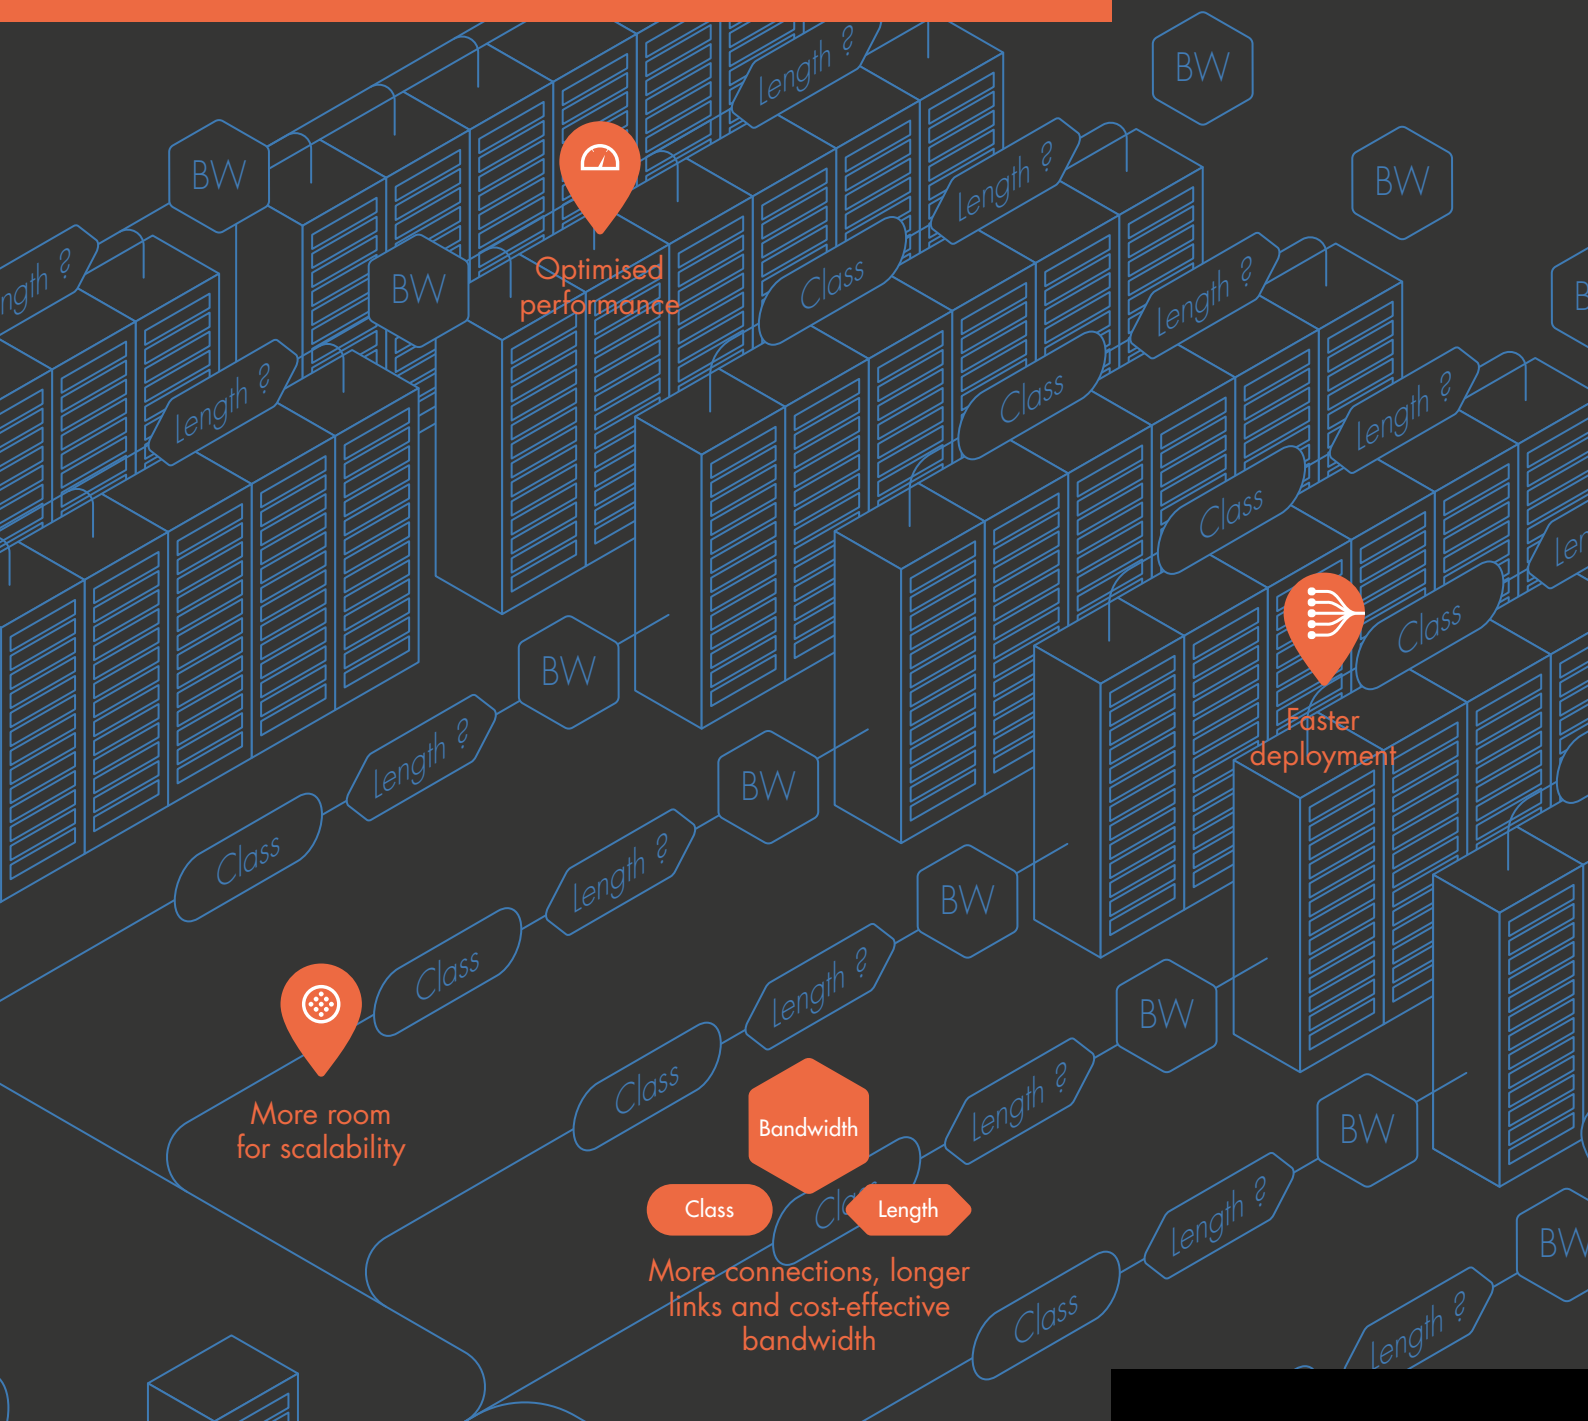 Length ?
BW
Length ?
BW
BW
Length ?
Class
Length ?
BW
Optimised
performance
Length ?
Class
Length ?
Length ?
Class
Class
Class
BW
Faster
deployment
Length ?
BW
Class
Length ?
BW
Class
Length ?
BW
Class
Length ?
BW
More room
for scalability
Bandwidth
Class
Length
Length ?
BW
Class
Length ?
More connections, longer
links and cost-effective
bandwidth